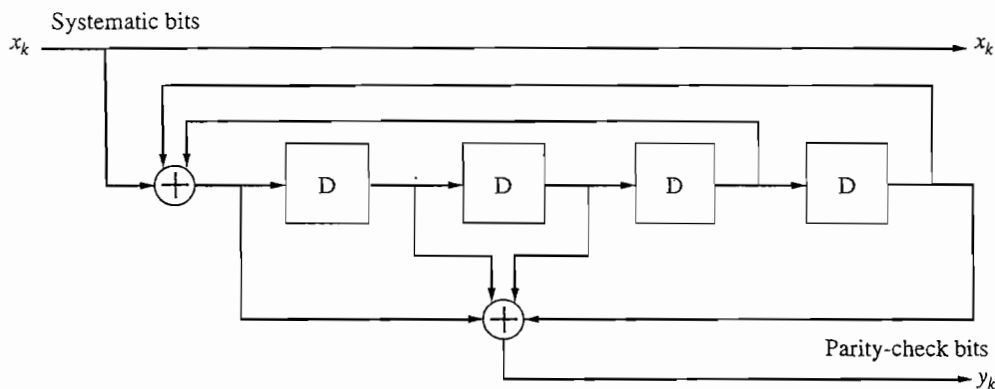 Systematic bits
x_k x_k
D D D D
Parity-check bits
y_k